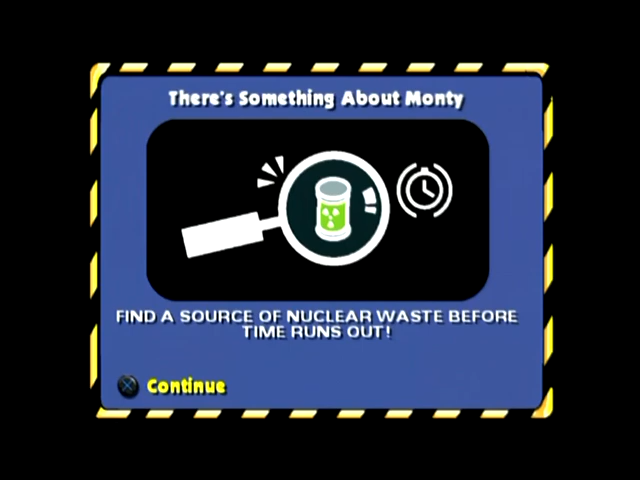 There's Something About Monty
FIND A SOURCE OF NUCLEAR WASTE BEFORE
TIME RUNS OUT!
Continue